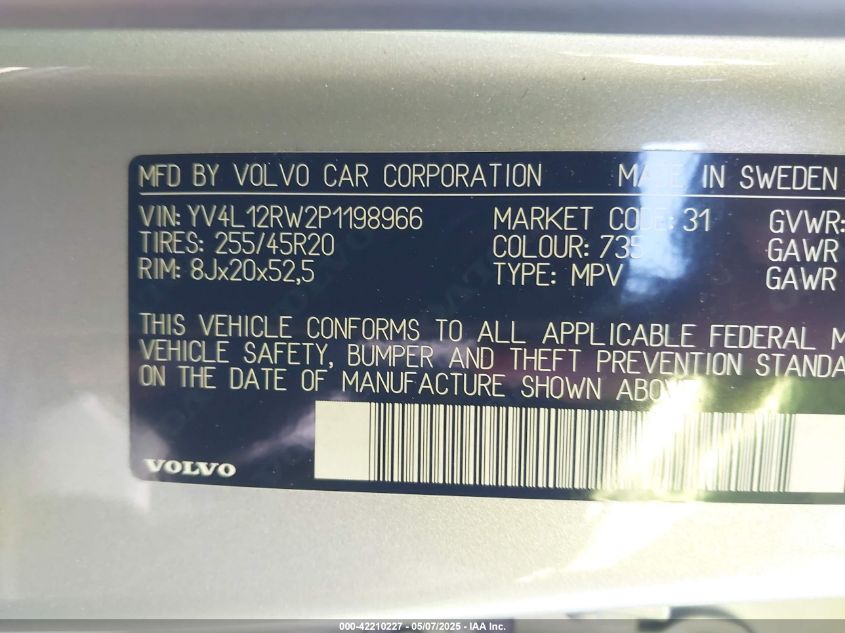 MFD BY VOLVO CAR CORPORATION MADE IN SWEDEN
VIN: YV4L12RW2P1198966 MARKET CODE: 31 GVWR:
TIRES: 255/45R20 COLOUR: 735 GAWR
RIM: 8Jx20x52,5 TYPE: MPV GAWR
THIS VEHICLE CONFORMS TO ALL APPLICABLE FEDERAL M
VEHICLE SAFETY, BUMPER AND THEFT PREVENTION STANDA
ON THE DATE OF MANUFACTURE SHOWN ABOVE
VOLVO
000-42210227 - 05/07/2025 - IAA Inc.